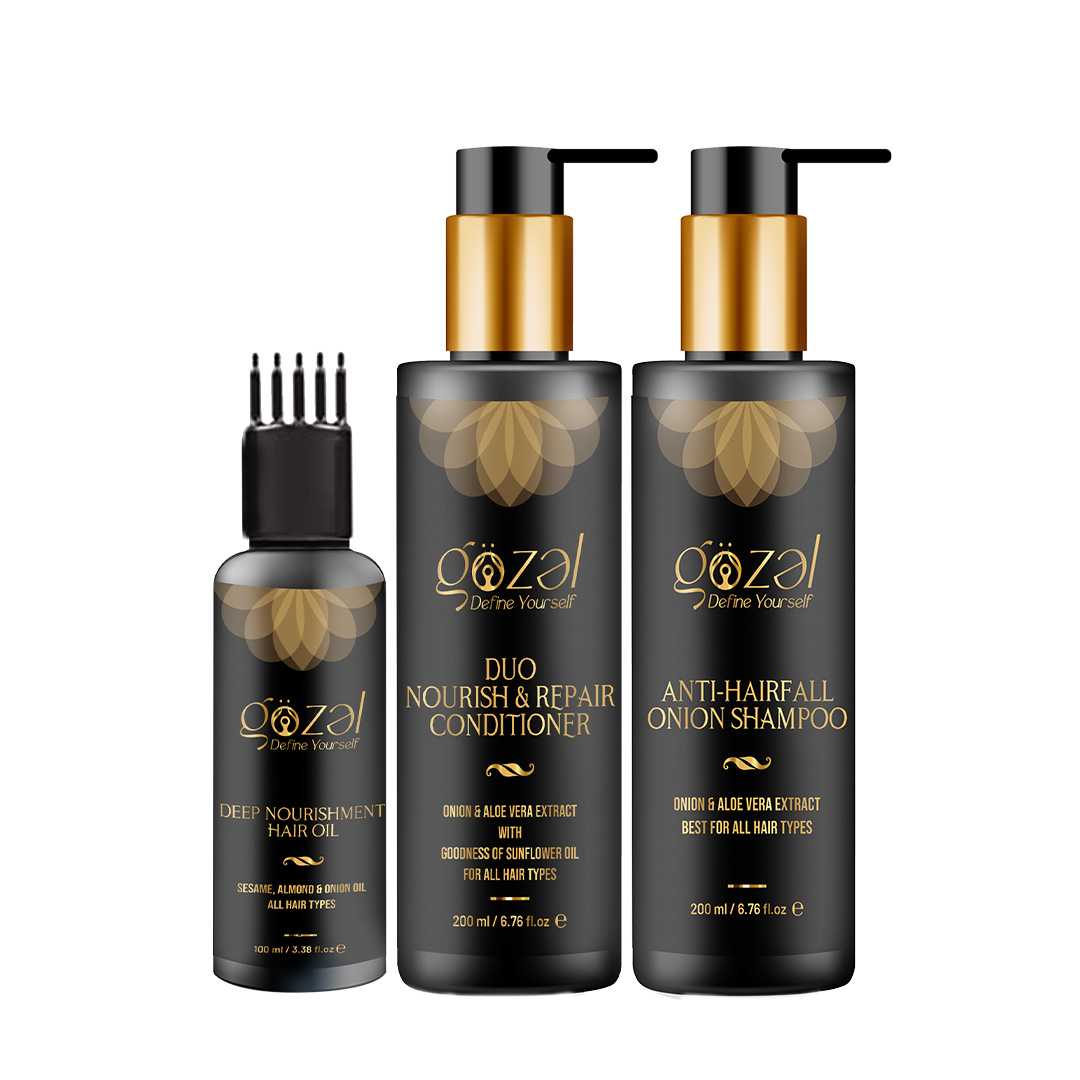 gözəl
Define Yourself
DEEP NOURISHMENT
HAIR OIL
SESAME, ALMOND & ONION OIL
ALL HAIR TYPES
100 ml / 3.38 fl.oz ℮
gözəl
Define Yourself
DUO
NOURISH & REPAIR
CONDITIONER
ONION & ALOE VERA EXTRACT
WITH
GOODNESS OF SUNFLOWER OIL
FOR ALL HAIR TYPES
200 ml / 6.76 fl.oz ℮
gözəl
Define Yourself
ANTI-HAIRFALL
ONION SHAMPOO
ONION & ALOE VERA EXTRACT
BEST FOR ALL HAIR TYPES
200 ml / 6.76 fl.oz ℮